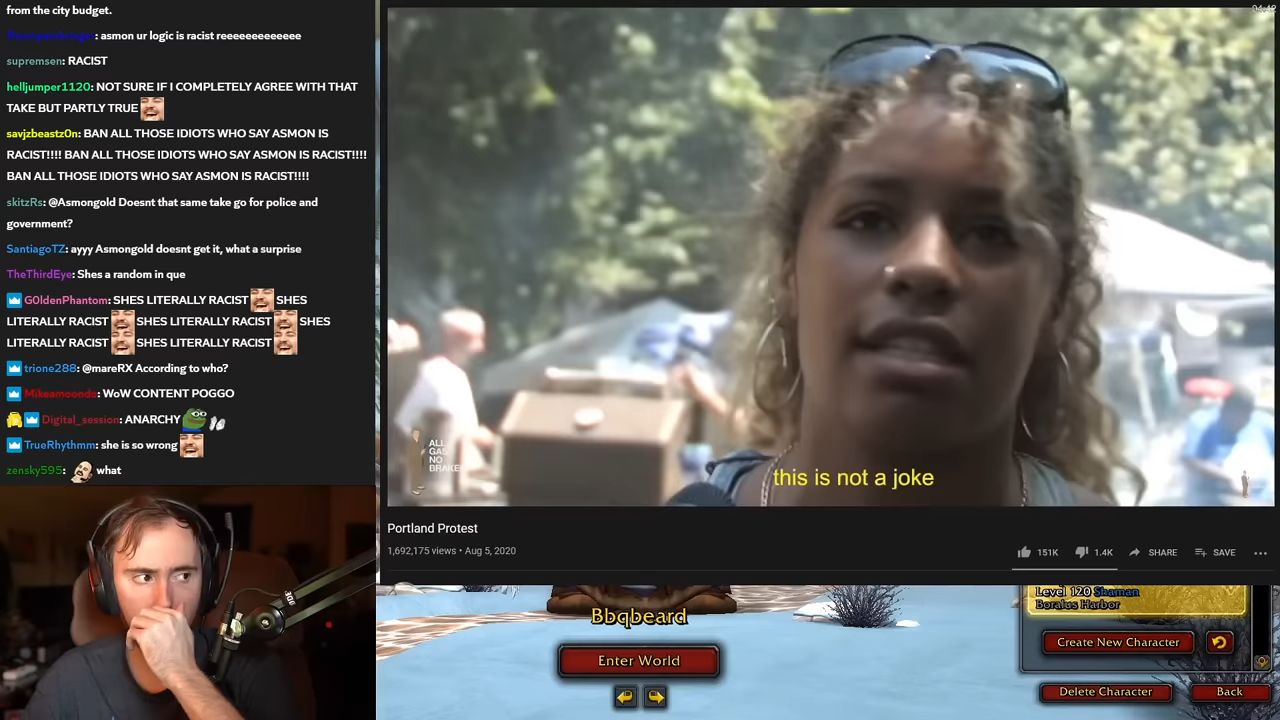 from the city budget.
: asmon ur logic is racist reeeeeeeeeeeee
supremsen: RACIST
helljumper1120: NOT SURE IF I COMPLETELY AGREE WITH THAT
TAKE BUT PARTLY TRUE
savjzbeastz0n: BAN ALL THOSE IDIOTS WHO SAY ASMON IS
RACIST!!!! BAN ALL THOSE IDIOTS WHO SAY ASMON IS RACIST!!!!
BAN ALL THOSE IDIOTS WHO SAY ASMON IS RACIST!!!!
skitzRs: @Asmongold Doesnt that same take go for police and
government?
SantiagoTZ: ayyy Asmongold doesnt get it, what a surprise
TheThirdEye: Shes a random in que
G0ldenPhantom: SHES LITERALLY RACIST SHES
LITERALLY RACIST SHES LITERALLY RACIST SHES
LITERALLY RACIST SHES LITERALLY RACIST
trione288: @mareRX According to who?
Mikeamoondo: WoW CONTENT POGGO
Digital_session: ANARCHY
TrueRhythmm: she is so wrong
zensky595: what
04:42
ALL
GAS
NO
BRAKES
this is not a joke
Portland Protest
1,692,175 views • Aug 5, 2020
151K
1.4K
SHARE
SAVE
Bbqbeard
Enter World
Level 120 Shaman
Boralus Harbor
Create New Character
Delete Character
Back